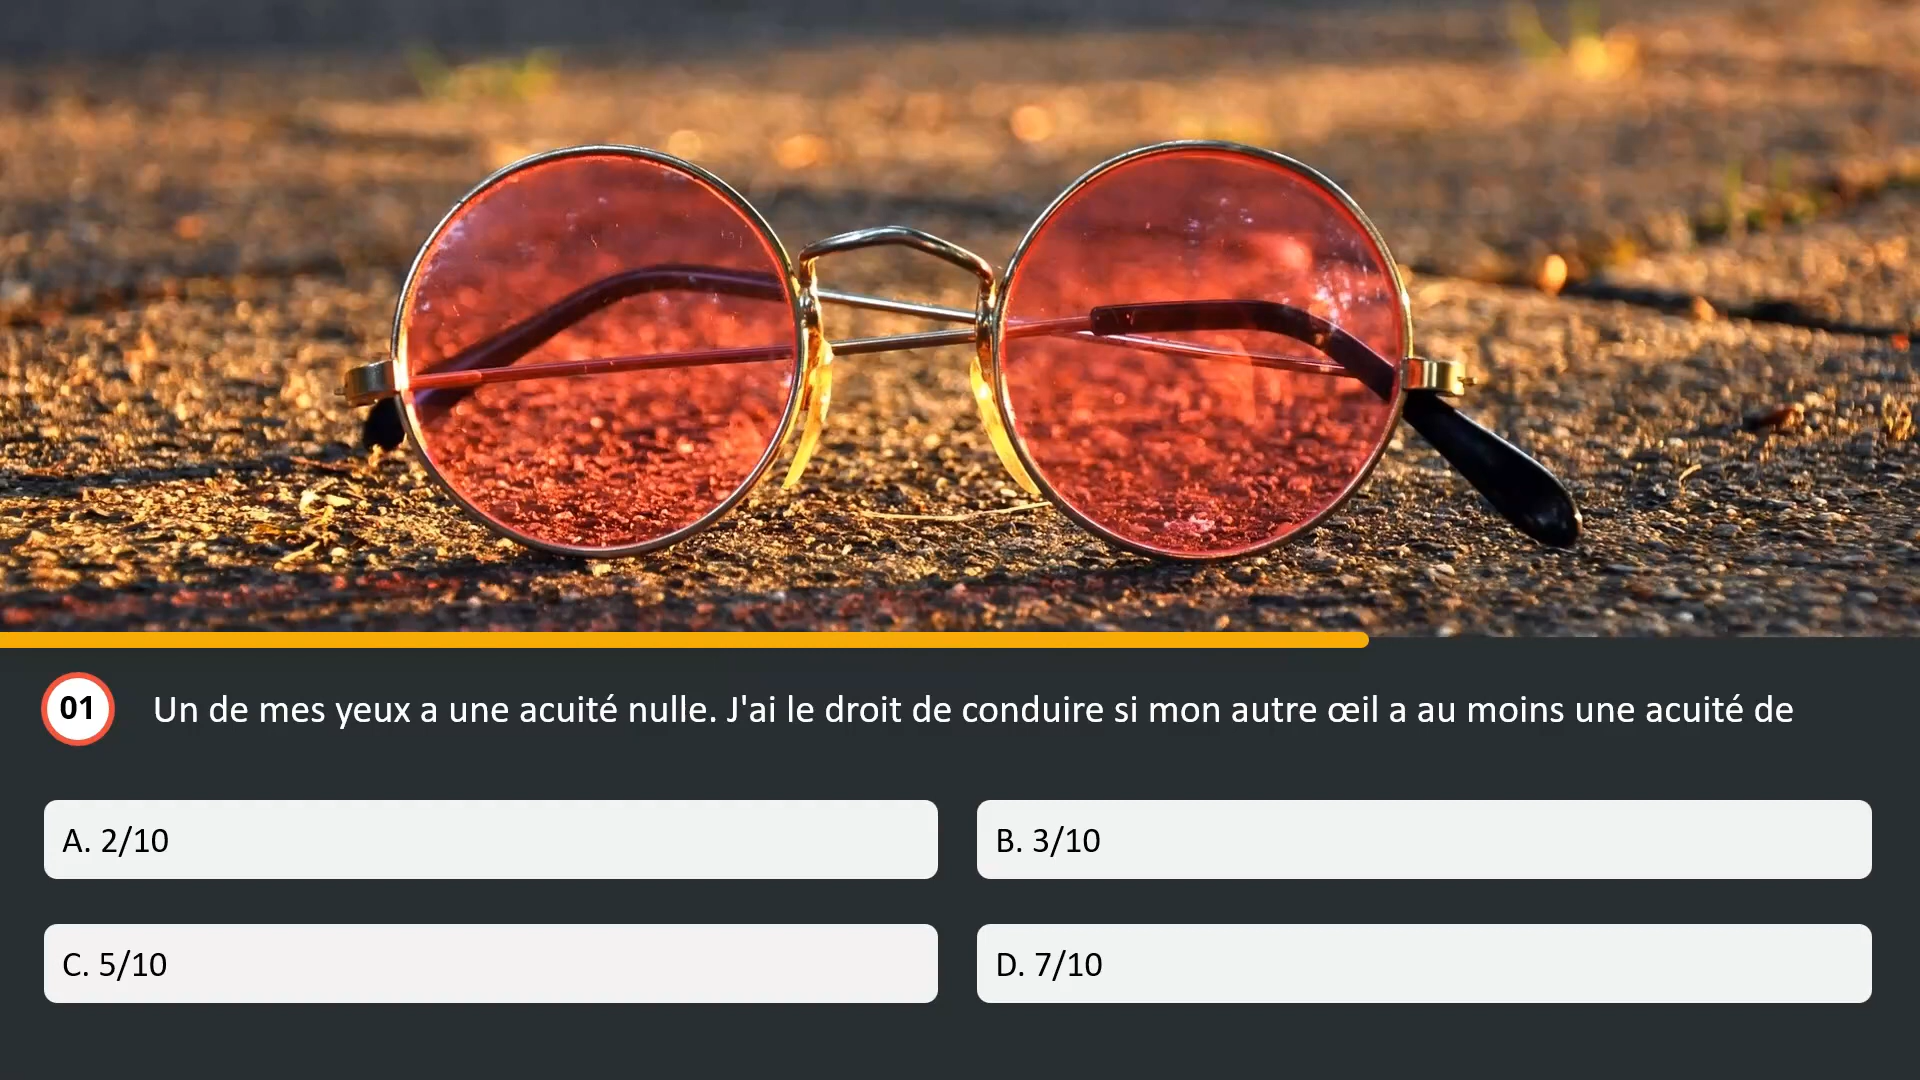 01 Un de mes yeux a une acuité nulle. J'ai le droit de conduire si mon autre œil a au moins une acuité de
A. 2/10
B. 3/10
C. 5/10
D. 7/10